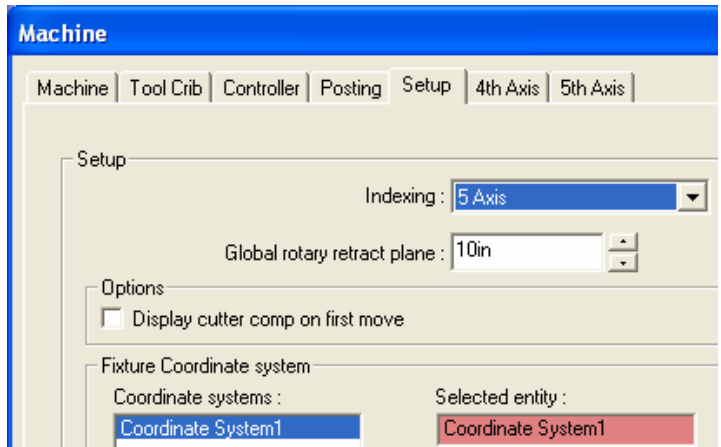 Machine
Machine Tool Crib Controller Posting Setup 4th Axis 5th Axis
Setup
Indexing : 5 Axis
Global rotary retract plane : 10in
Options
Display cutter comp on first move
Fixture Coordinate system
Coordinate systems : Selected entity :
Coordinate System1 Coordinate System1